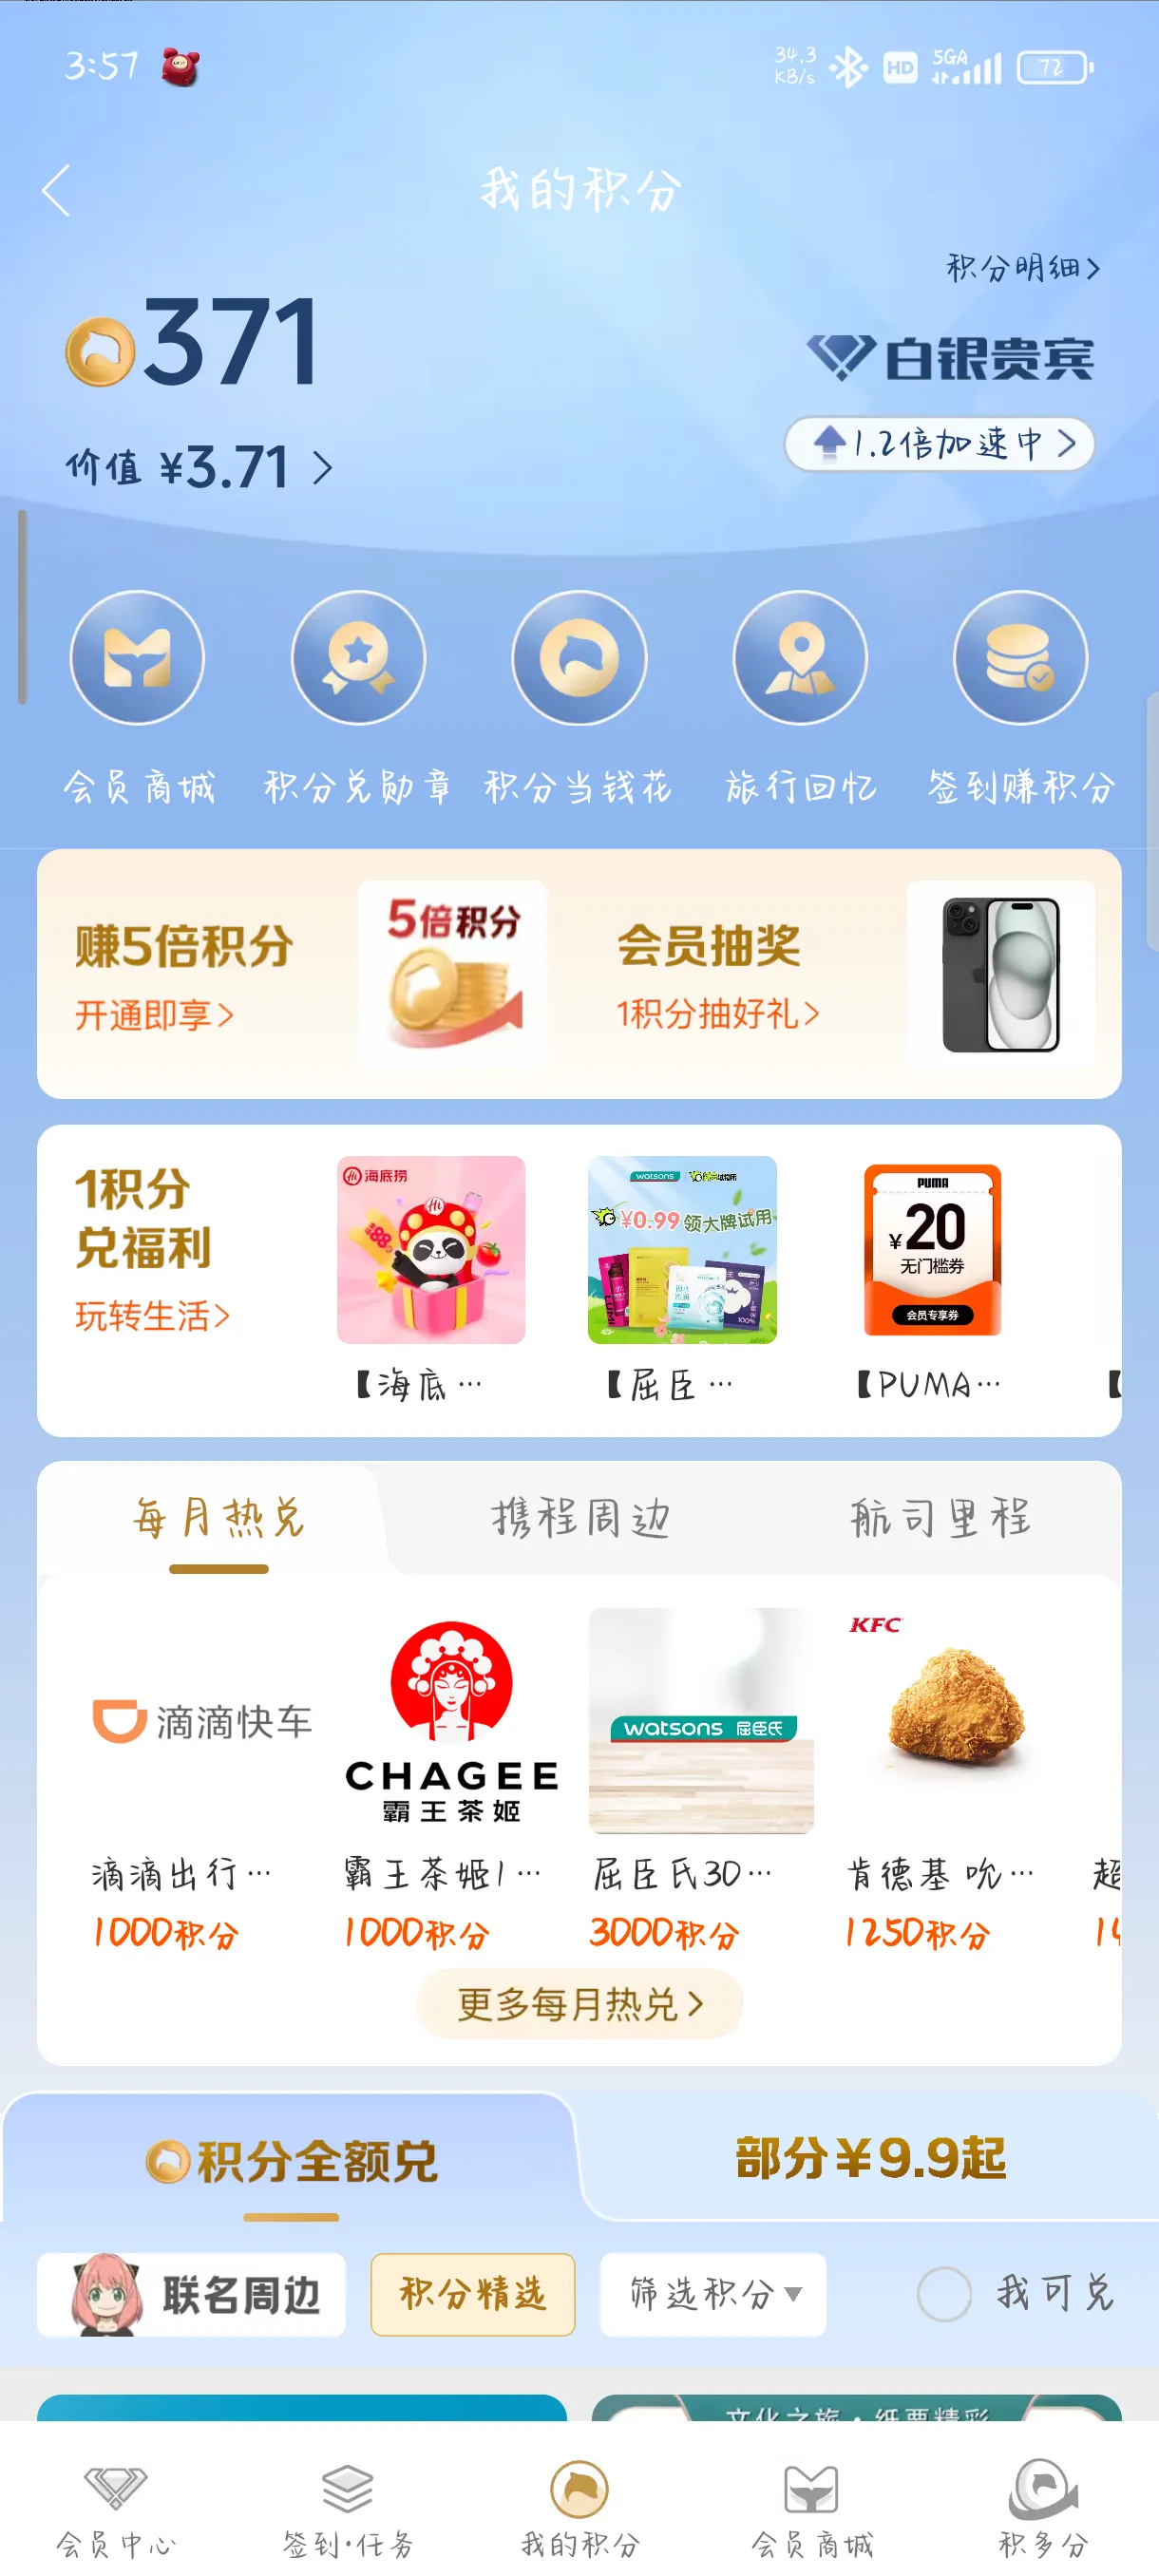 3:57
34.3
KB/s
HD
5GA
72
我的积分
积分明细
371
白银贵宾
价值 ¥3.71
1.2倍加速中
会员商城
积分兑勋章
积分当钱花
旅行回忆
签到赚积分
赚5倍积分
开通即享
5倍积分
会员抽奖
1积分抽好礼
1积分
兑福利
玩转生活
Hi 海底捞
Hi
watsons
¥0.99 领大牌试用
100%
PUMA
¥20
无门槛券
会员专享券
【海底…
【屈臣…
【PUMA…
【
每月热兑
携程周边
航司里程
滴滴快车
CHAGEE
霸王茶姬
watsons 屈臣氏
KFC
滴滴出行…
霸王茶姬1…
屈臣氏30…
肯德基 吮…
超
1000积分
1000积分
3000积分
1250积分
14
更多每月热兑
积分全额兑
部分¥9.9起
联名周边
积分精选
筛选积分
我可兑
文化之旅·纸票精彩
会员中心
签到·任务
我的积分
会员商城
积多分